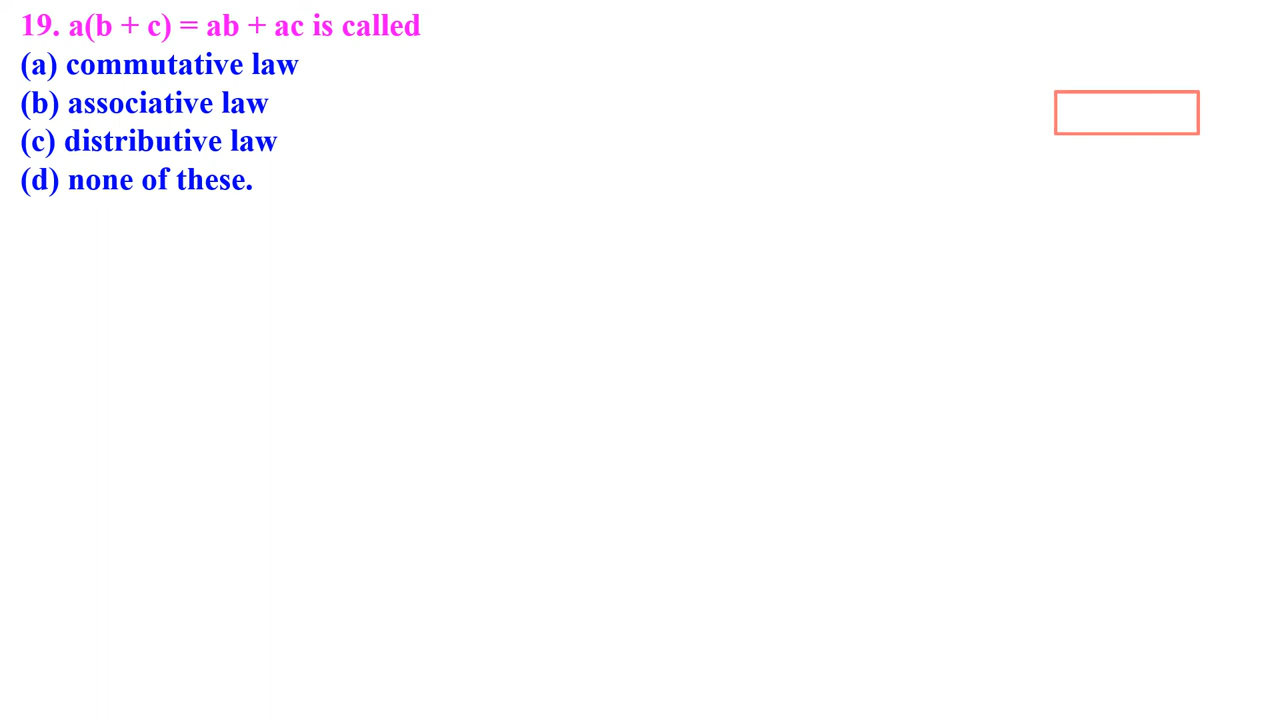 19. a(b + c) = ab + ac is called
(a) commutative law
(b) associative law
(c) distributive law
(d) none of these.